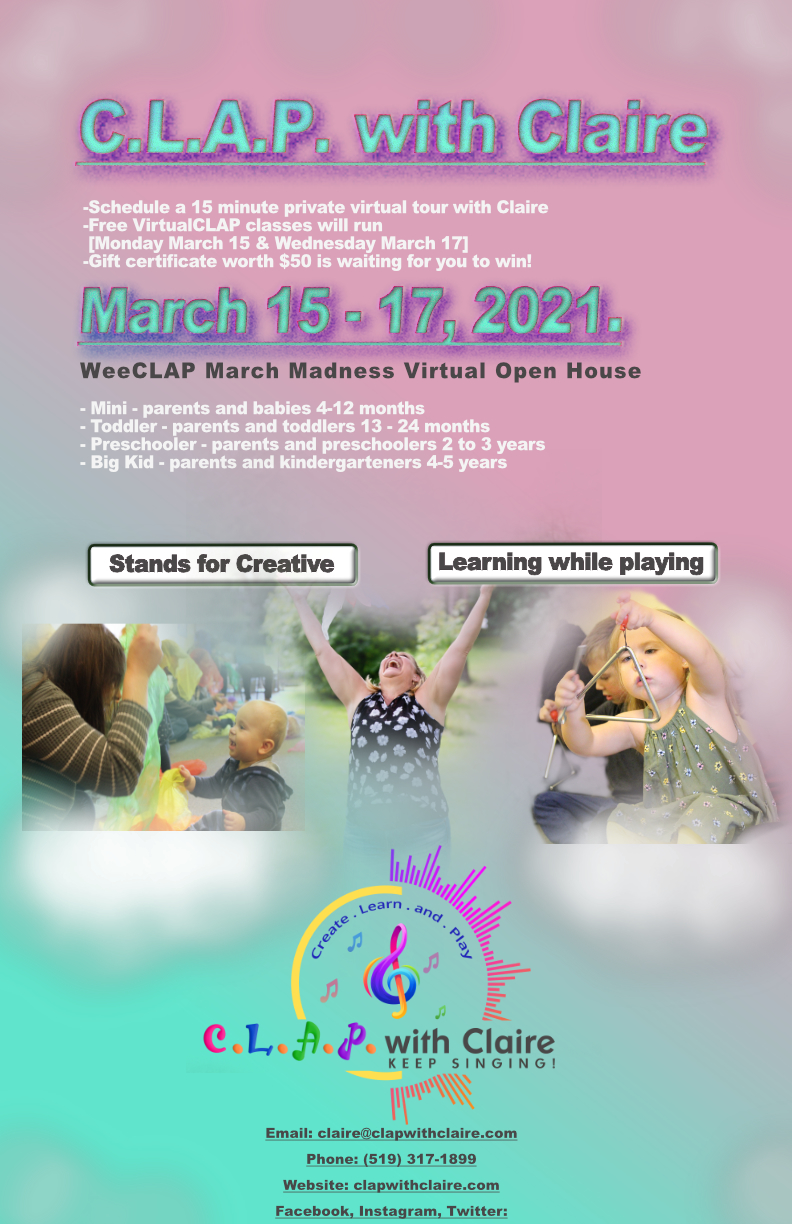 C.L.A.P. with Claire
-Schedule a 15 minute private virtual tour with Claire
-Free VirtualCLAP classes will run
[Monday March 15 & Wednesday March 17]
-Gift certificate worth $50 is waiting for you to win!
March 15 - 17, 2021.
WeeCLAP March Madness Virtual Open House
- Mini - parents and babies 4-12 months
- Toddler - parents and toddlers 13 - 24 months
- Preschooler - parents and preschoolers 2 to 3 years
- Big Kid - parents and kindergarteners 4-5 years
Stands for Creative
Learning while playing
Create . Learn . and . Play
C.L.A.P. with Claire
KEEP SINGING!
Email: claire@clapwithclaire.com
Phone: (519) 317-1899
Website: clapwithclaire.com
Facebook, Instagram, Twitter: